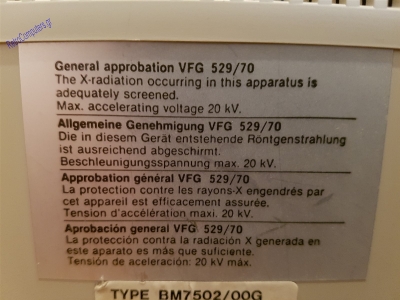 RetroComputers.gr
General approbation VFG 529/70
The X-radiation occurring in this apparatus is
adequately screened.
Max. accelerating voltage 20 kV.
Allgemeine Genehmigung VFG 529/70
Die in diesem Gerät entstehende Röntgenstrahlung
ist ausreichend abgeschirmt.
Beschleunigungsspannung max. 20 kV.
Approbation général VFG 529/70
La protection contre les rayons-X engendrés par
cet appareil est efficacement assurée.
Tension d'accélération maxi. 20 kV.
Aprobación general VFG 529/70
La protección contra la radiación X generada en
este aparato es más que suficiente.
Tensión de aceleración: 20 kV máx.
TYPE BM7502/00G